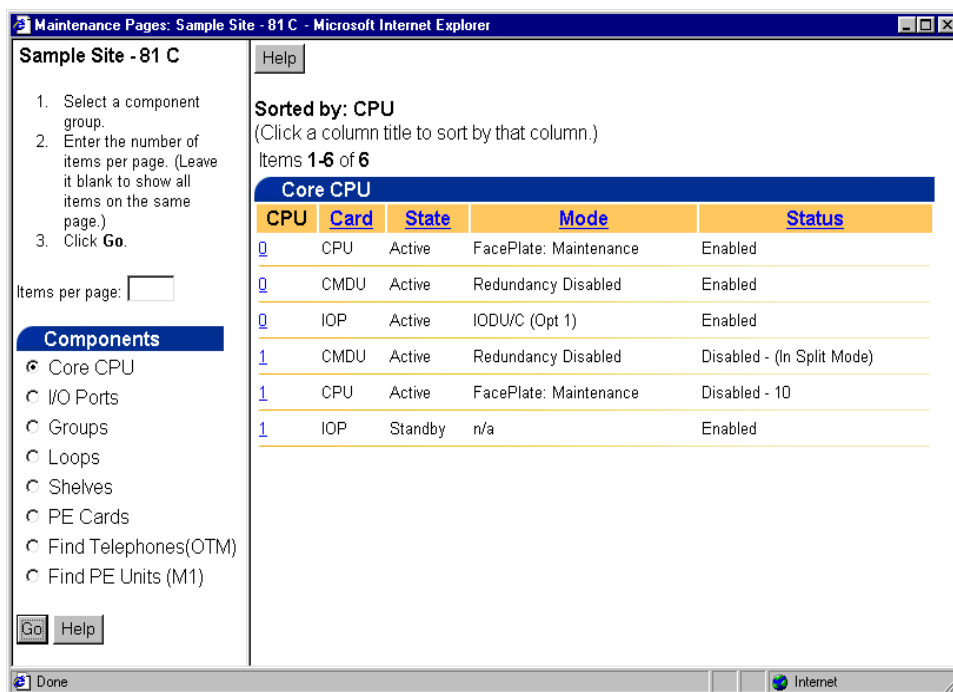 Maintenance Pages: Sample Site - 81 C - Microsoft Internet Explorer
Sample Site - 81 C
1. Select a component
group.
2. Enter the number of
items per page. (Leave
it blank to show all
items on the same
page.)
3. Click Go.
Items per page:
Components
Core CPU
I/O Ports
Groups
Loops
Shelves
PE Cards
Find Telephones(OTM)
Find PE Units (M1)
Go Help
Help
Sorted by: CPU
(Click a column title to sort by that column.)
Items 1-6 of 6
Core CPU
CPU Card State Mode Status
0 CPU Active FacePlate: Maintenance Enabled
0 CMDU Active Redundancy Disabled Enabled
0 IOP Active IODU/C (Opt 1) Enabled
1 CMDU Active Redundancy Disabled Disabled - (In Split Mode)
1 CPU Active FacePlate: Maintenance Disabled - 10
1 IOP Standby n/a Enabled
Done Internet